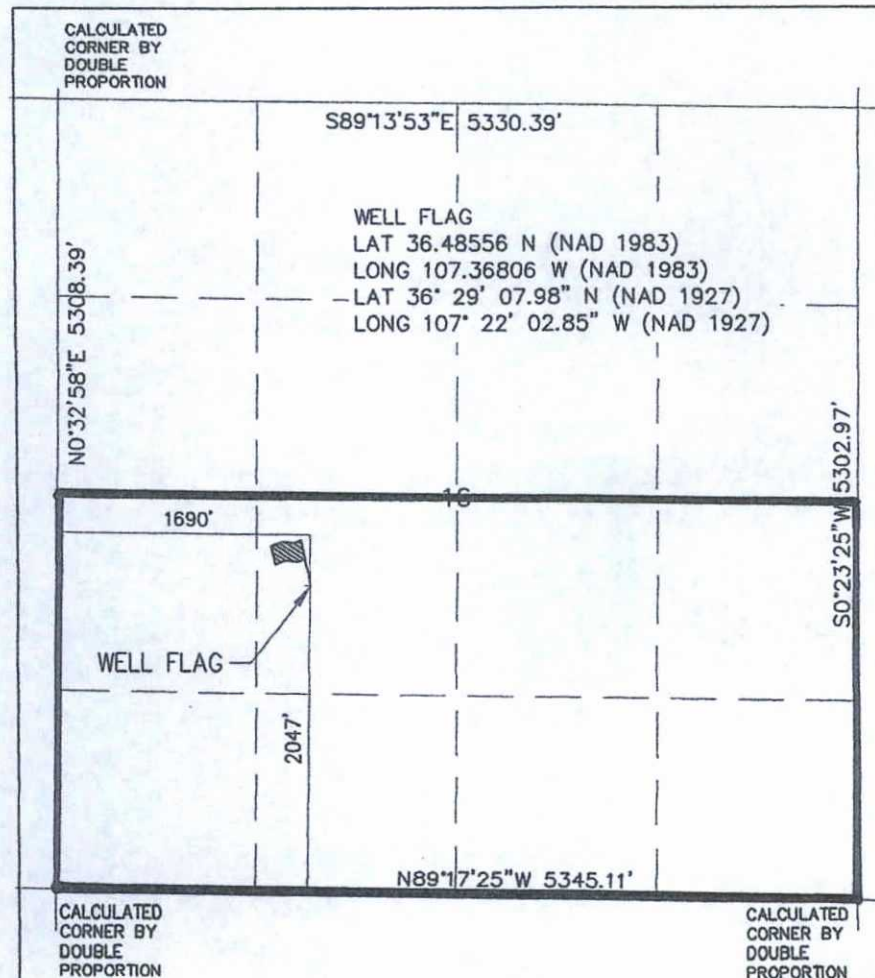 CALCULATED
CORNER BY
DOUBLE
PROPORTION
S89°13'53"E 5330.39'
WELL FLAG
LAT 36.48556 N (NAD 1983)
LONG 107.36806 W (NAD 1983)
LAT 36° 29' 07.98" N (NAD 1927)
LONG 107° 22' 02.85" W (NAD 1927)
N0°32'58"E 5308.39'
S0°23'25"W 5302.97'
16
1690'
WELL FLAG
2047'
N89°17'25"W 5345.11'
CALCULATED
CORNER BY
DOUBLE
PROPORTION
CALCULATED
CORNER BY
DOUBLE
PROPORTION